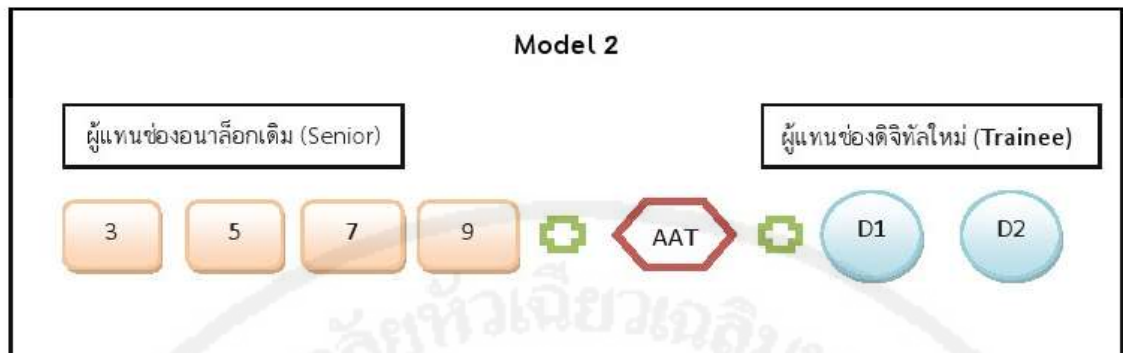 Model 2
ผู้แทนช่องอนาล็อกเดิม (Senior)
ผู้แทนช่องดิจิทัลใหม่ (Trainee)
3 5 7 9 AAT D1 D2